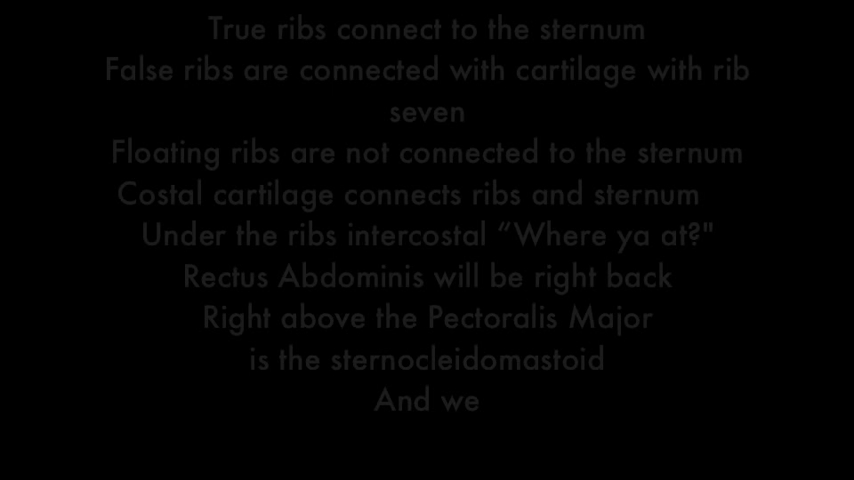 True ribs connect to the sternum
False ribs are connected with cartilage with rib
seven
Floating ribs are not connected to the sternum
Costal cartilage connects ribs and sternum
Under the ribs intercostal “Where ya at?"
Rectus Abdominis will be right back
Right above the Pectoralis Major
is the sternocleidomastoid
And we